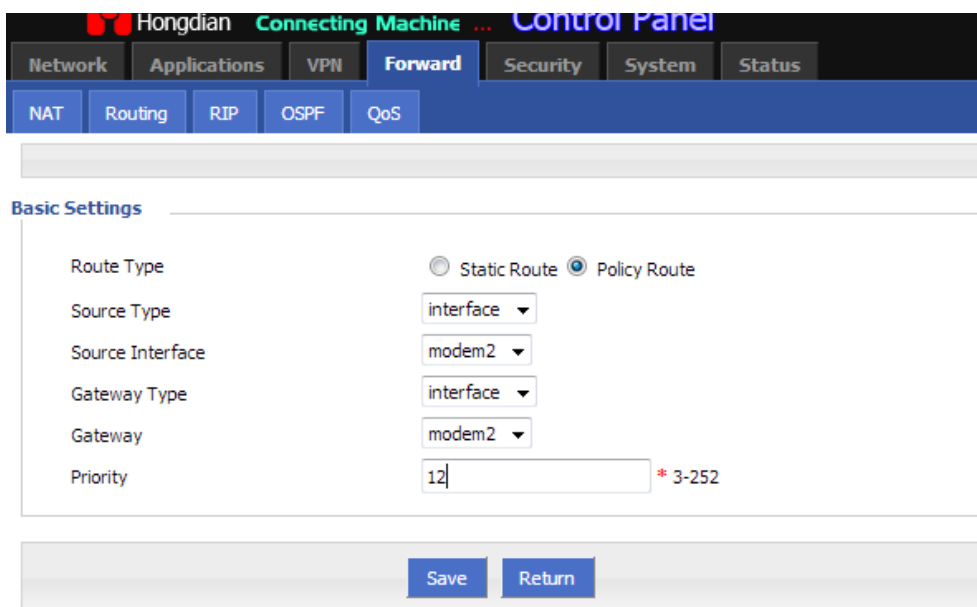 Hongdian Connecting Machine ... Control Panel
Network Applications VPN Forward Security System Status
NAT Routing RIP OSPF QoS
Basic Settings
Route Type Static Route Policy Route
Source Type interface
Source Interface modem2
Gateway Type interface
Gateway modem2
Priority 12 * 3-252
Save Return